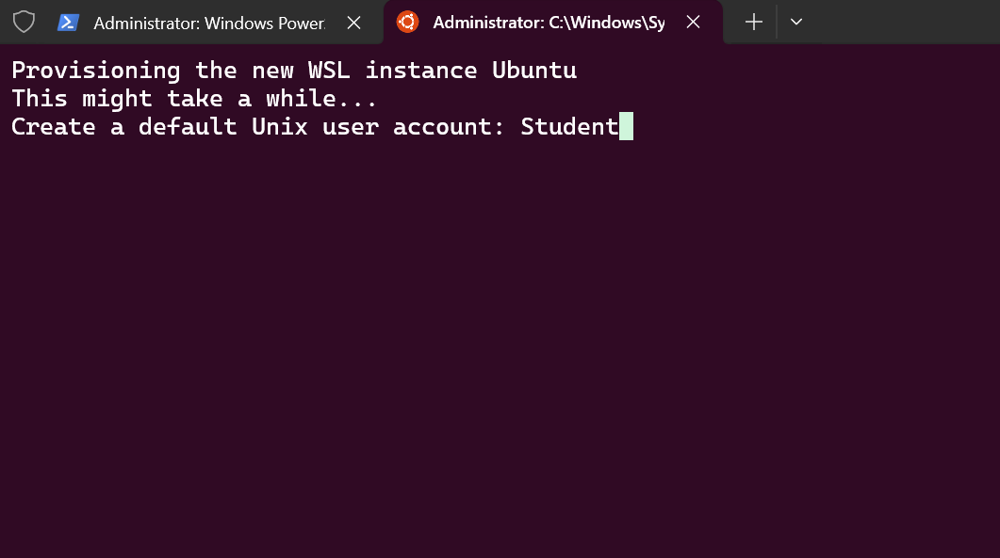 Administrator: Windows Power
Administrator: C:\Windows\Sy
Provisioning the new WSL instance Ubuntu
This might take a while...
Create a default Unix user account: Student